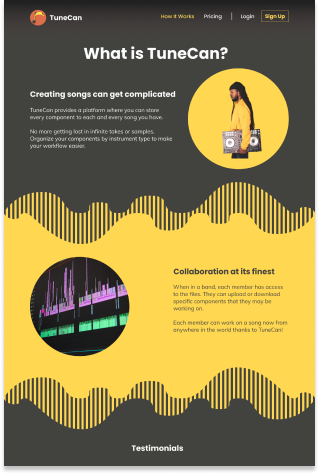 TuneCan
How It Works
Pricing
Login
Sign Up
What is TuneCan?
Creating songs can get complicated
TuneCan provides a platform where you can store
every component to each and every song you have.
No more getting lost in infinite takes or samples.
Organize your components by instrument type to make
your workflow easier.
Collaboration at its finest
When in a band, each member has access
to the files. They can upload or download
specific components that they may be
working on.
Each member can work on a song now from
anywhere in the world thanks to TuneCan!
Testimonials